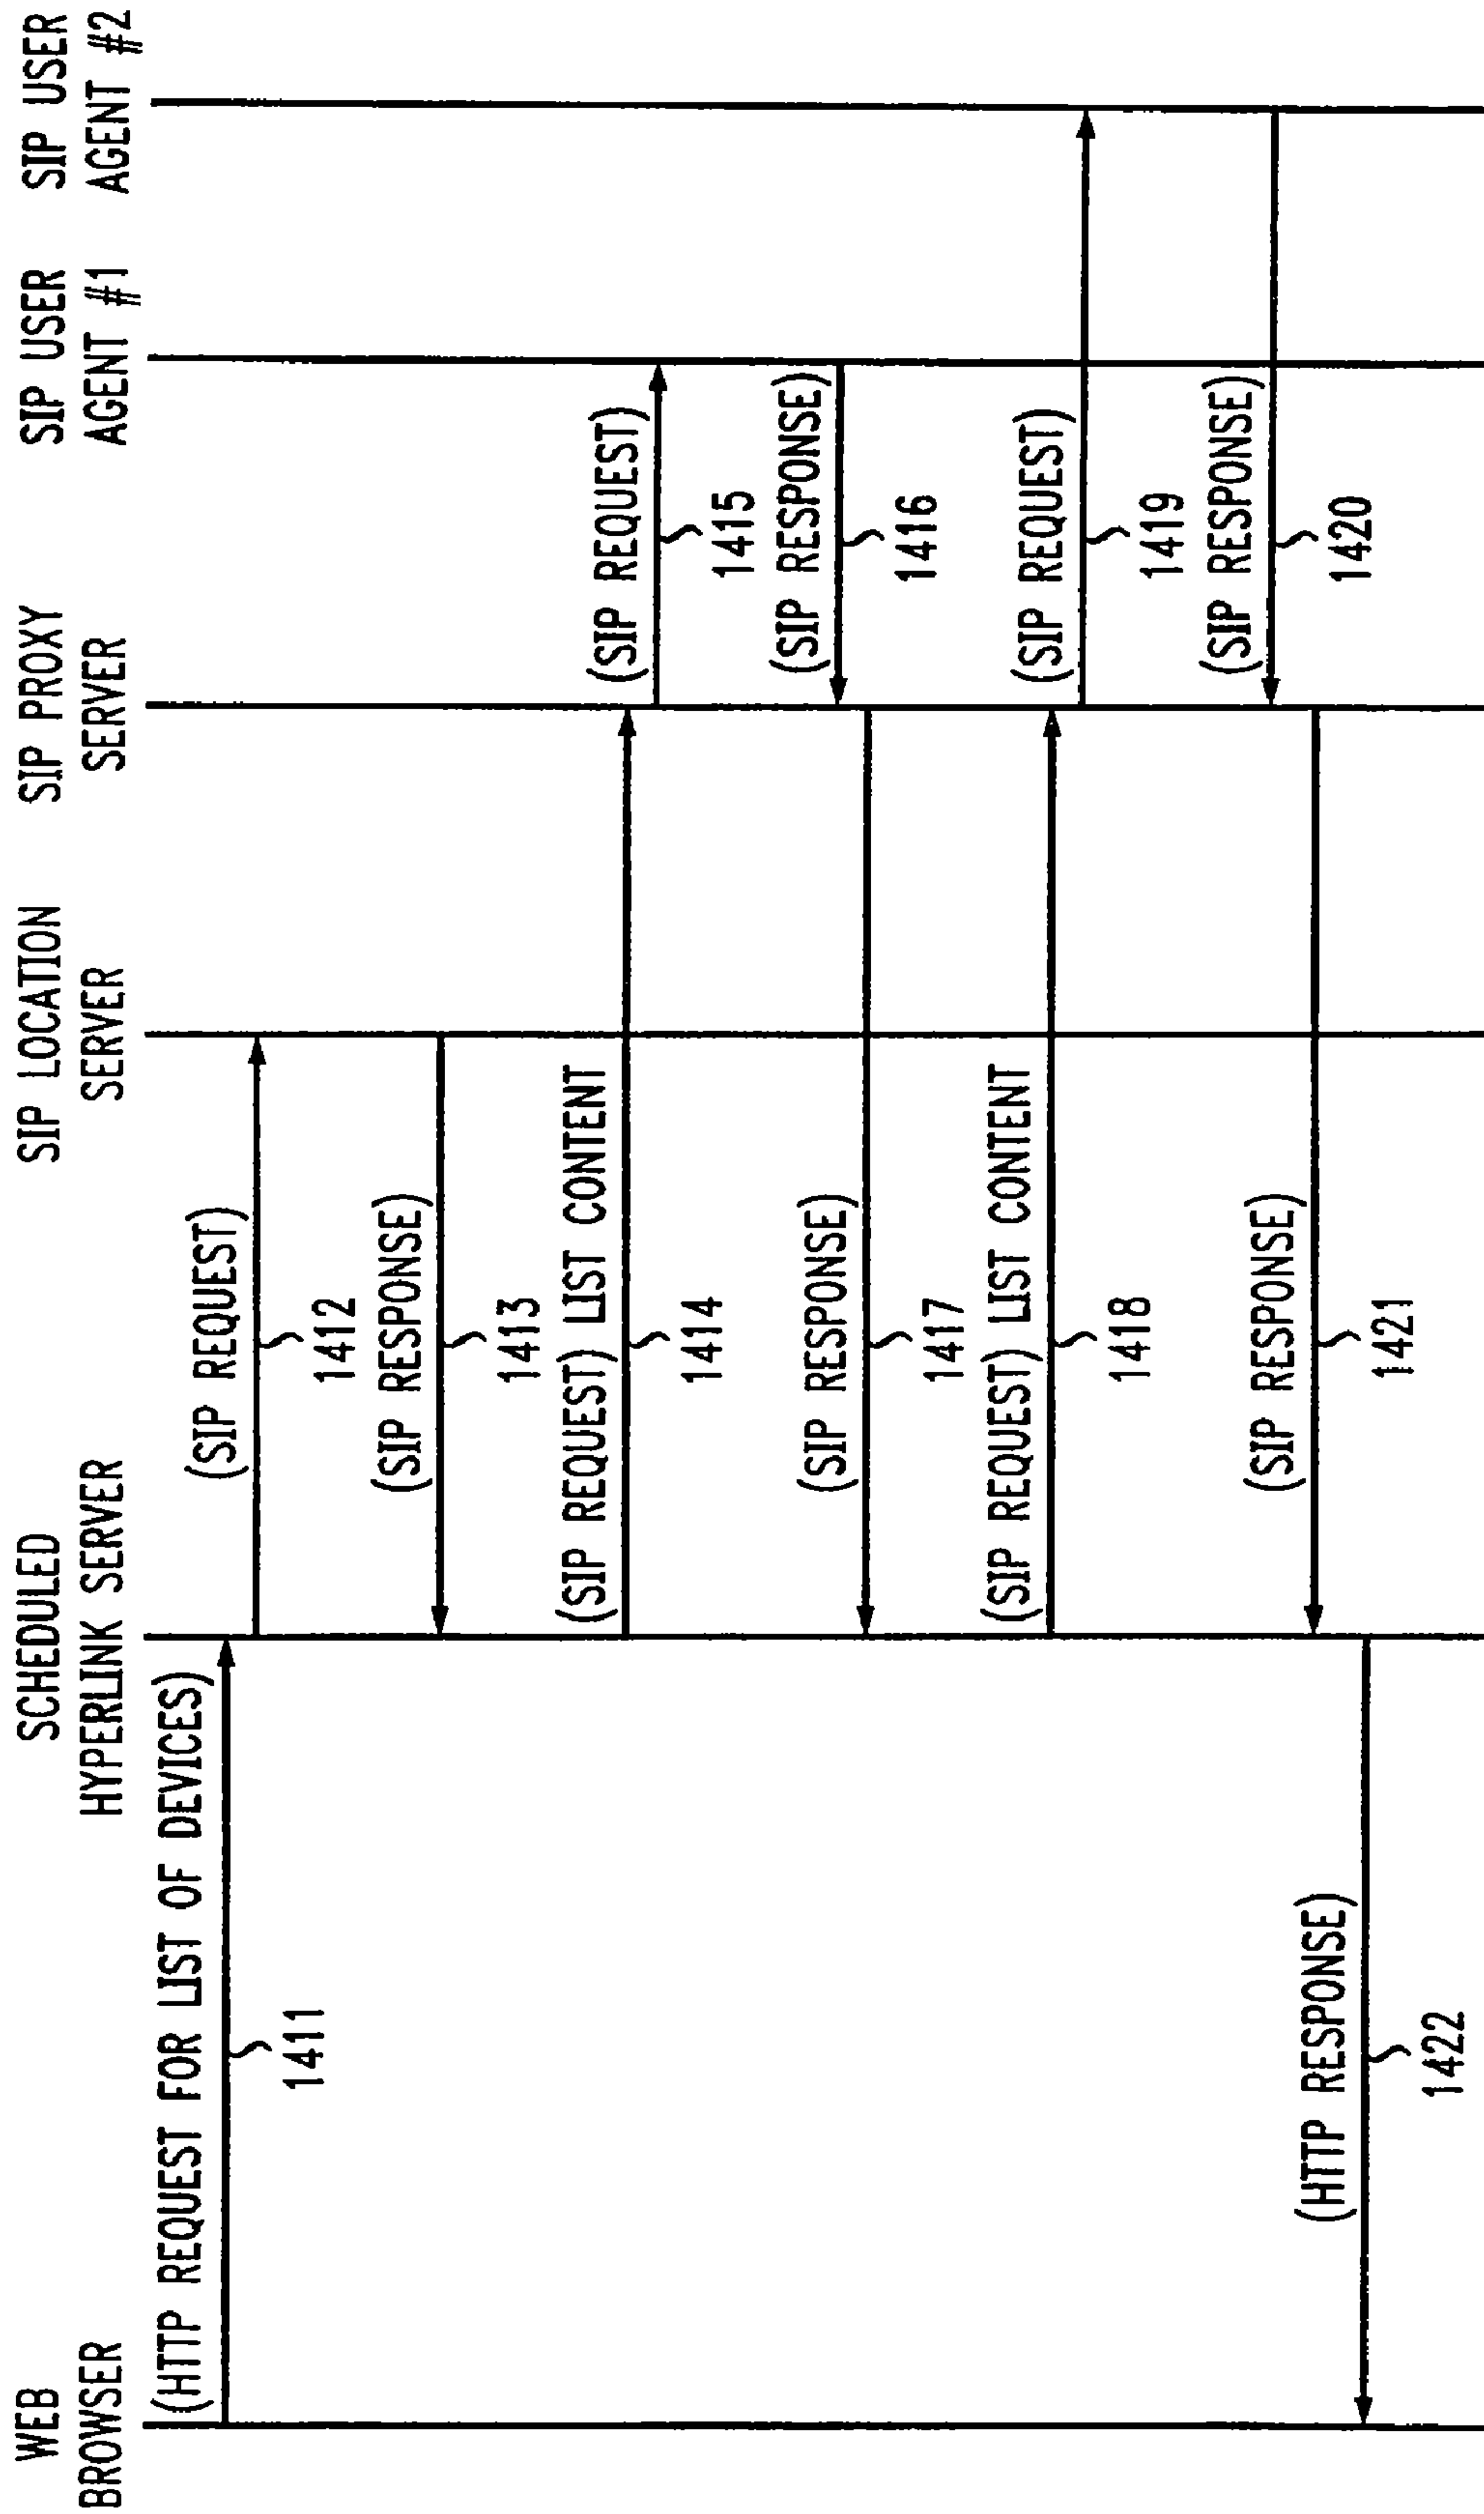 WEB
BROWSER
SCHEDULED
HYPERLINK SERVER
SIP LOCATION
SERVER
SIP PROXY
SERVER
SIP USER
AGENT #1
SIP USER
AGENT #2
(HTTP REQUEST FOR LIST OF DEVICES)
1411
(SIP REQUEST)
1412
(SIP RESPONSE)
1413
(SIP REQUEST) LIST CONTENT
1414
(SIP REQUEST)
1415
(SIP RESPONSE)
1416
(SIP RESPONSE)
1417
(SIP REQUEST) LIST CONTENT
1418
(SIP REQUEST)
1419
(SIP RESPONSE)
1420
(SIP RESPONSE)
1421
(HTTP RESPONSE)
1422